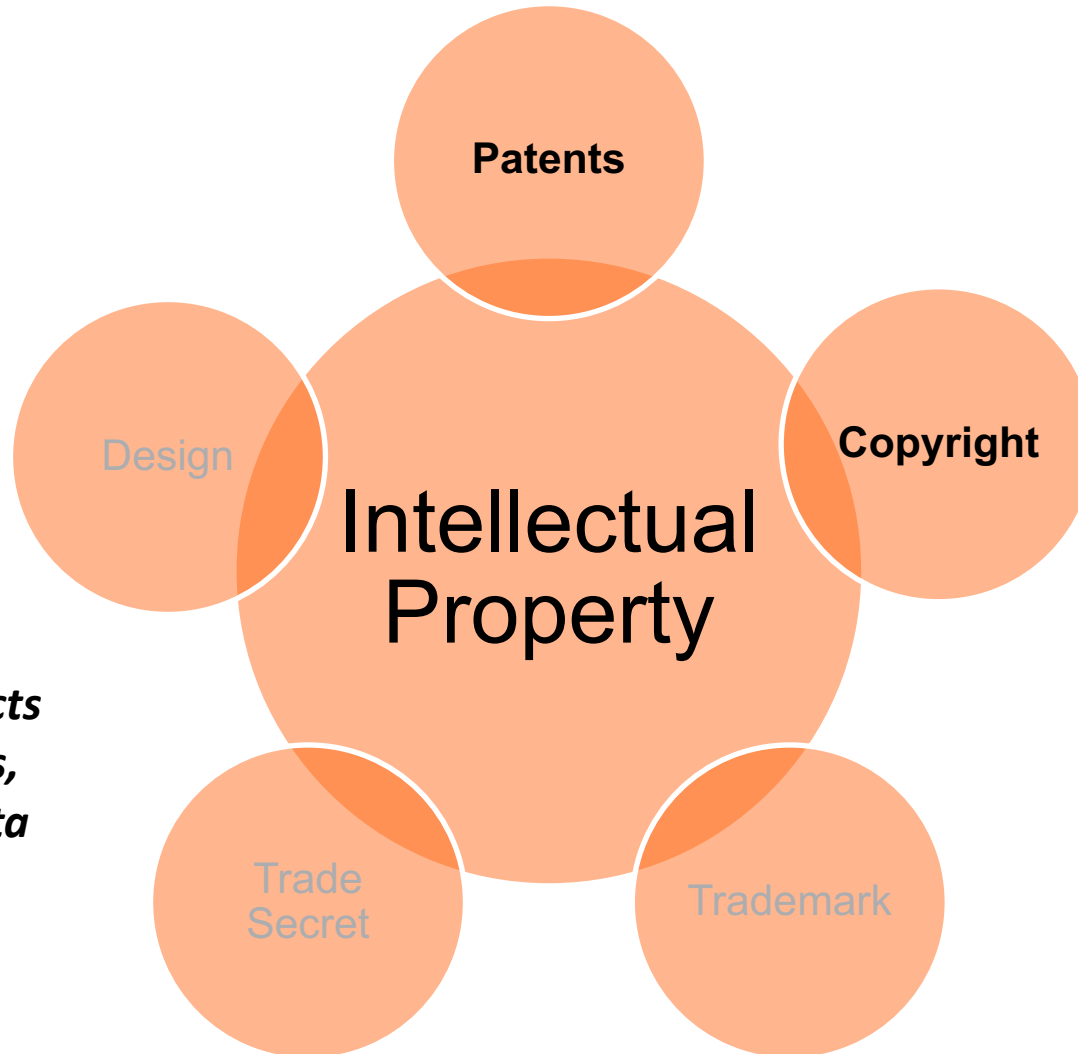 Patents
Copyright
Design
Intellectual
Property
Trade
Secret
Trademark